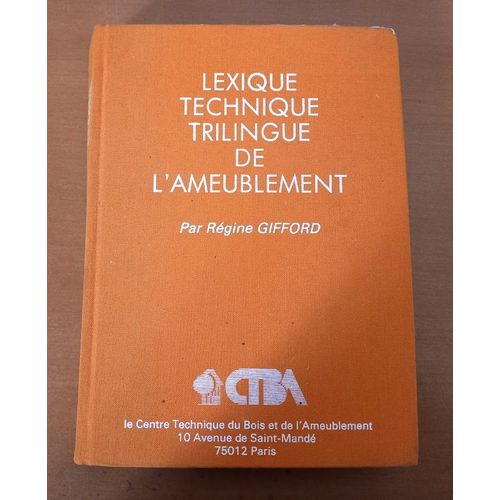 LEXIQUE
TECHNIQUE
TRILINGUE
DE
L'AMEUBLEMENT
Par Régine GIFFORD
CTBA
le Centre Technique du Bois et de l'Ameublement
10 Avenue de Saint-Mandé
75012 Paris